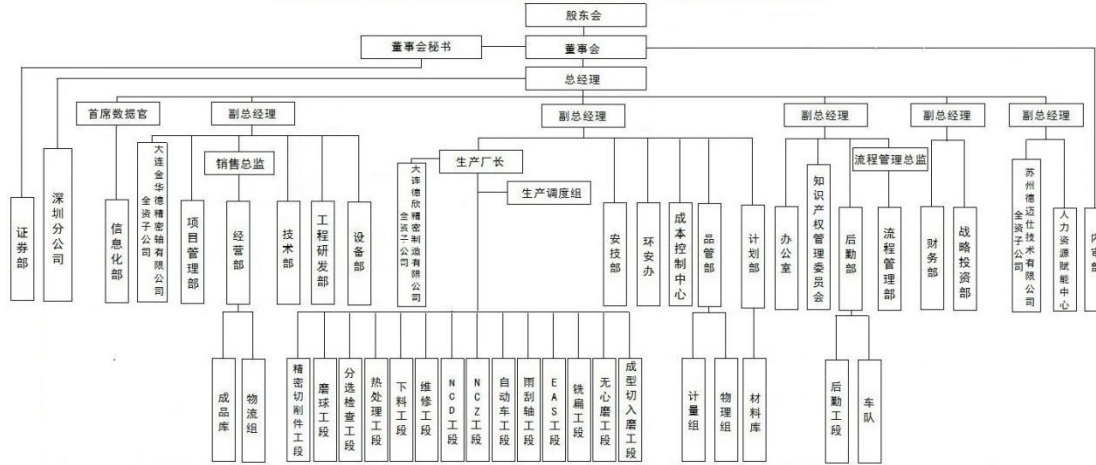 股东会
董事会秘书
董事会
总经理
首席数据官
副总经理
副总经理
副总经理
副总经理
副总经理
销售总监
生产厂长
流程管理总监
生产调度组
证券部
深圳分公司
信息化部
大连金华德精密轴有限公司
全资子公司
项目管理部
经营部
技术部
工程研发部
设备部
大连德欣精密制造有限公司
全资子公司
安技部
环安办
成本控制中心
品管部
计划部
办公室
知识产权管理委员会
后勤部
流程管理部
财务部
战略投资部
苏州德迈仕技术有限公司
全资子公司
人力资源赋能中心
内审部
成品库
物流组
精密切削件工段
磨球工段
分选检查工段
热处理工段
下料工段
维修工段
NCD工段
NCZ工段
自动车工段
雨刮轴工段
EAS工段
铣扁工段
无心磨工段
成型切入磨工段
计量组
物理组
材料库
后勤工段
车队